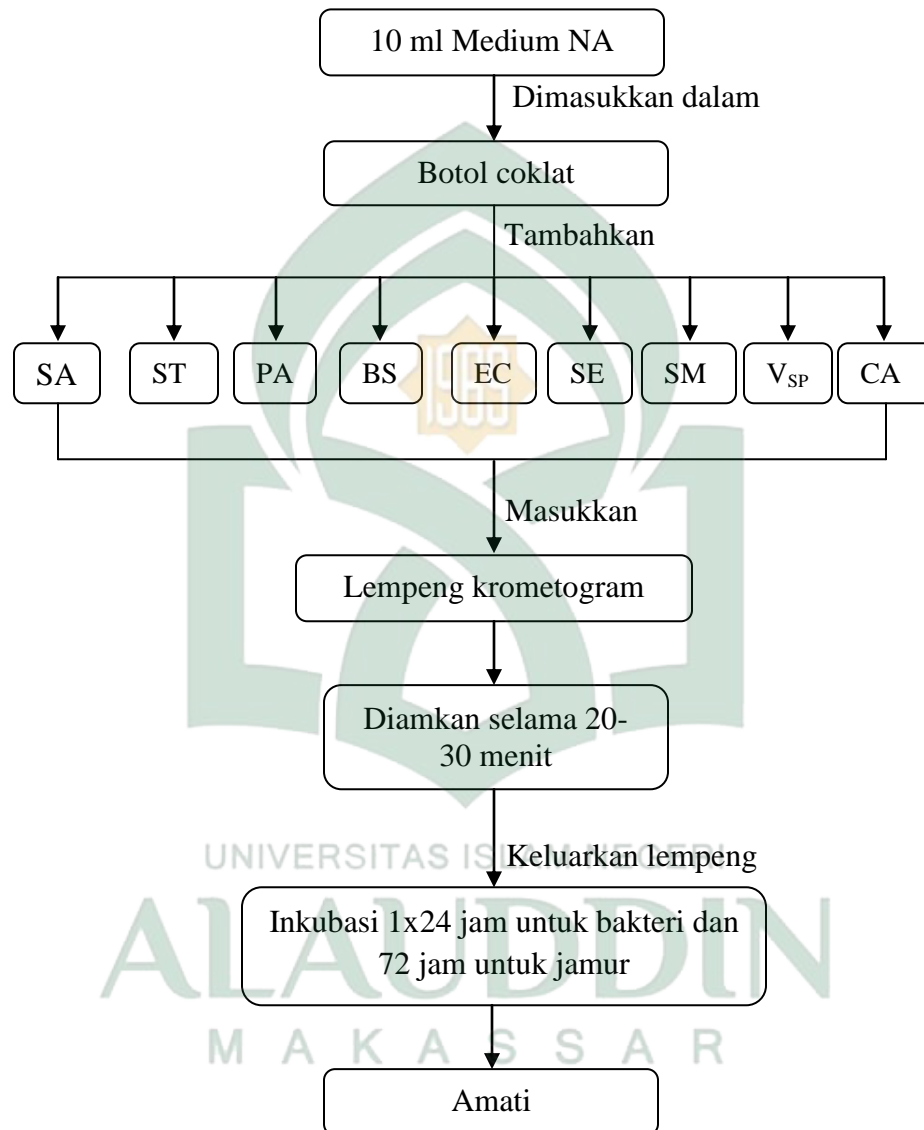 10 ml Medium NA
Dimasukkan dalam
Botol coklat
Tambahkan
SA ST PA BS EC SE SM V_SP CA
Masukkan
Lempeng krometogram
Diamkan selama 20-
30 menit
Keluarkan lempeng
UNIVERSITAS ISLAM NEGERI
Inkubasi 1x24 jam untuk bakteri dan
72 jam untuk jamur
ALAUDDIN
MAKASSAR
Amati